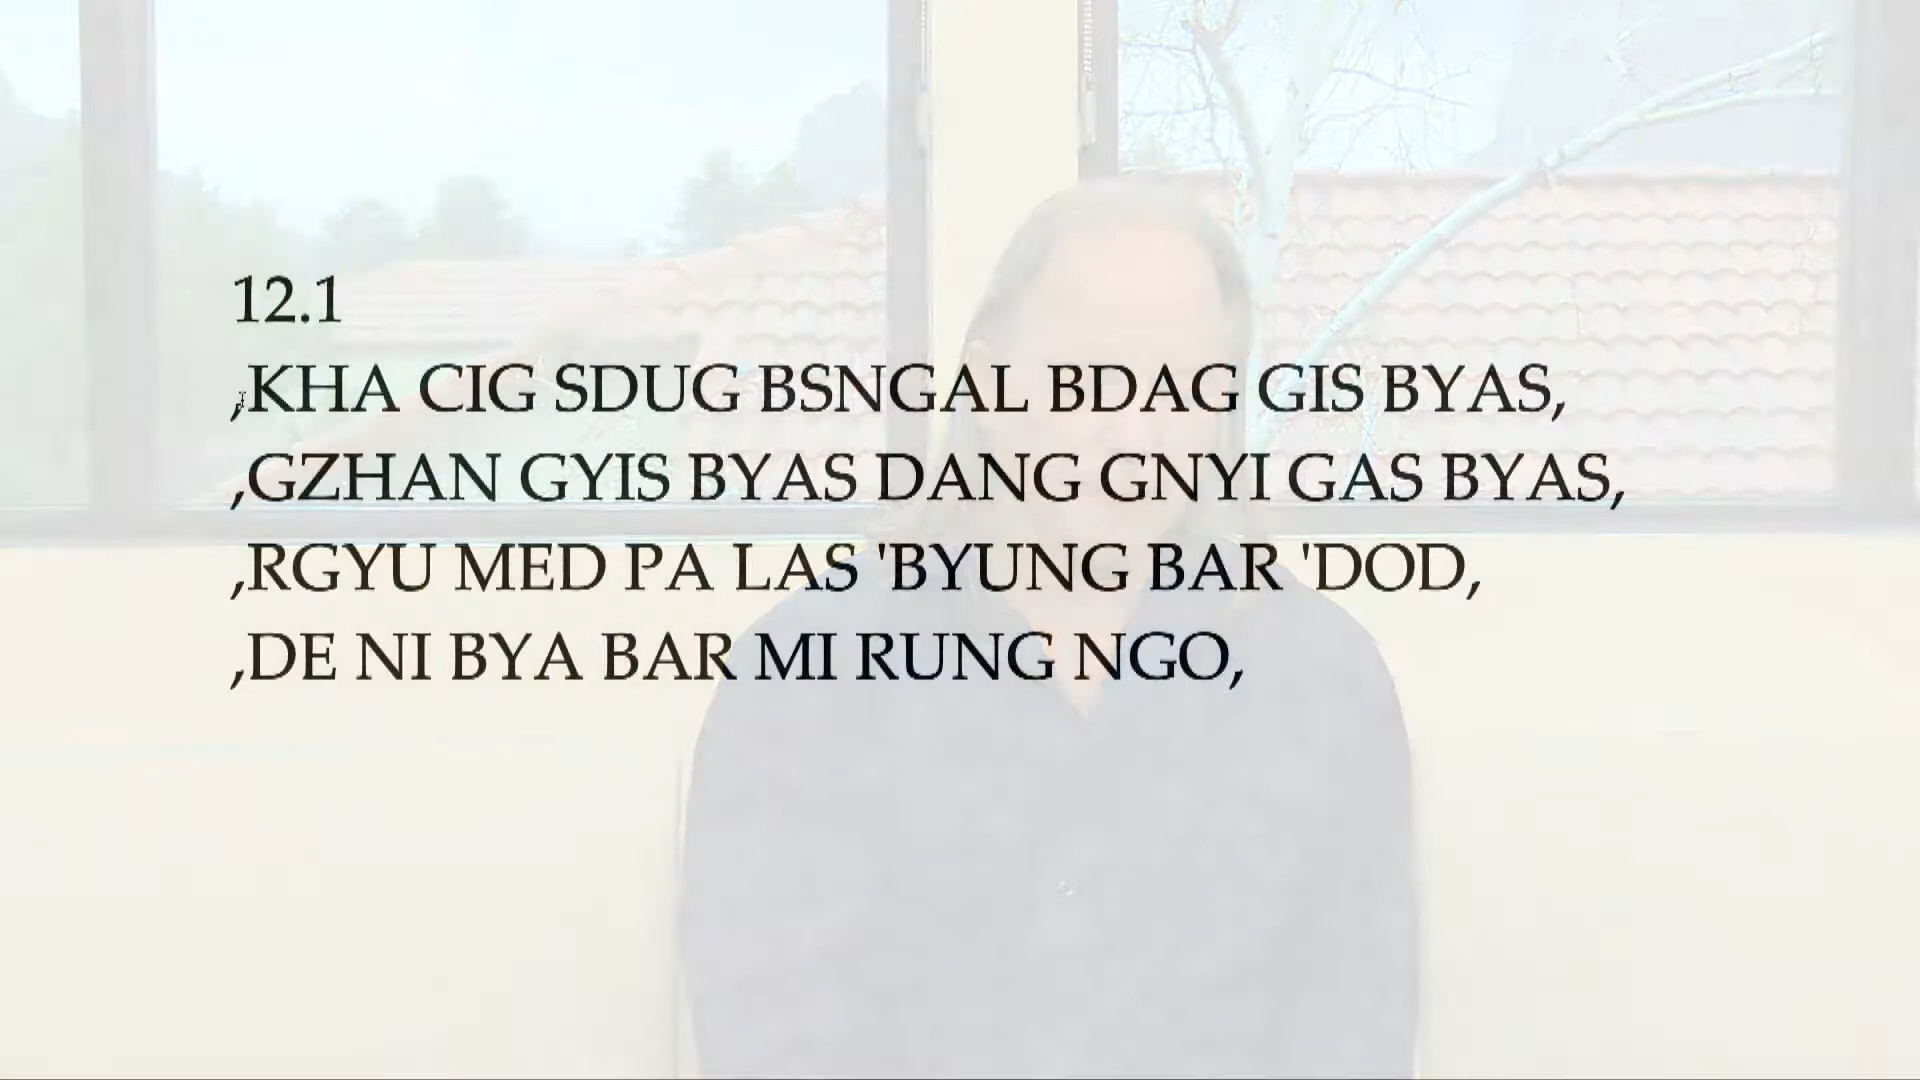 12.1
,KHA CIG SDUG BSNGAL BDAG GIS BYAS,
,GZHAN GYIS BYAS DANG GNYI GAS BYAS,
,RGYU MED PA LAS 'BYUNG BAR 'DOD,
,DE NI BYA BAR MI RUNG NGO,